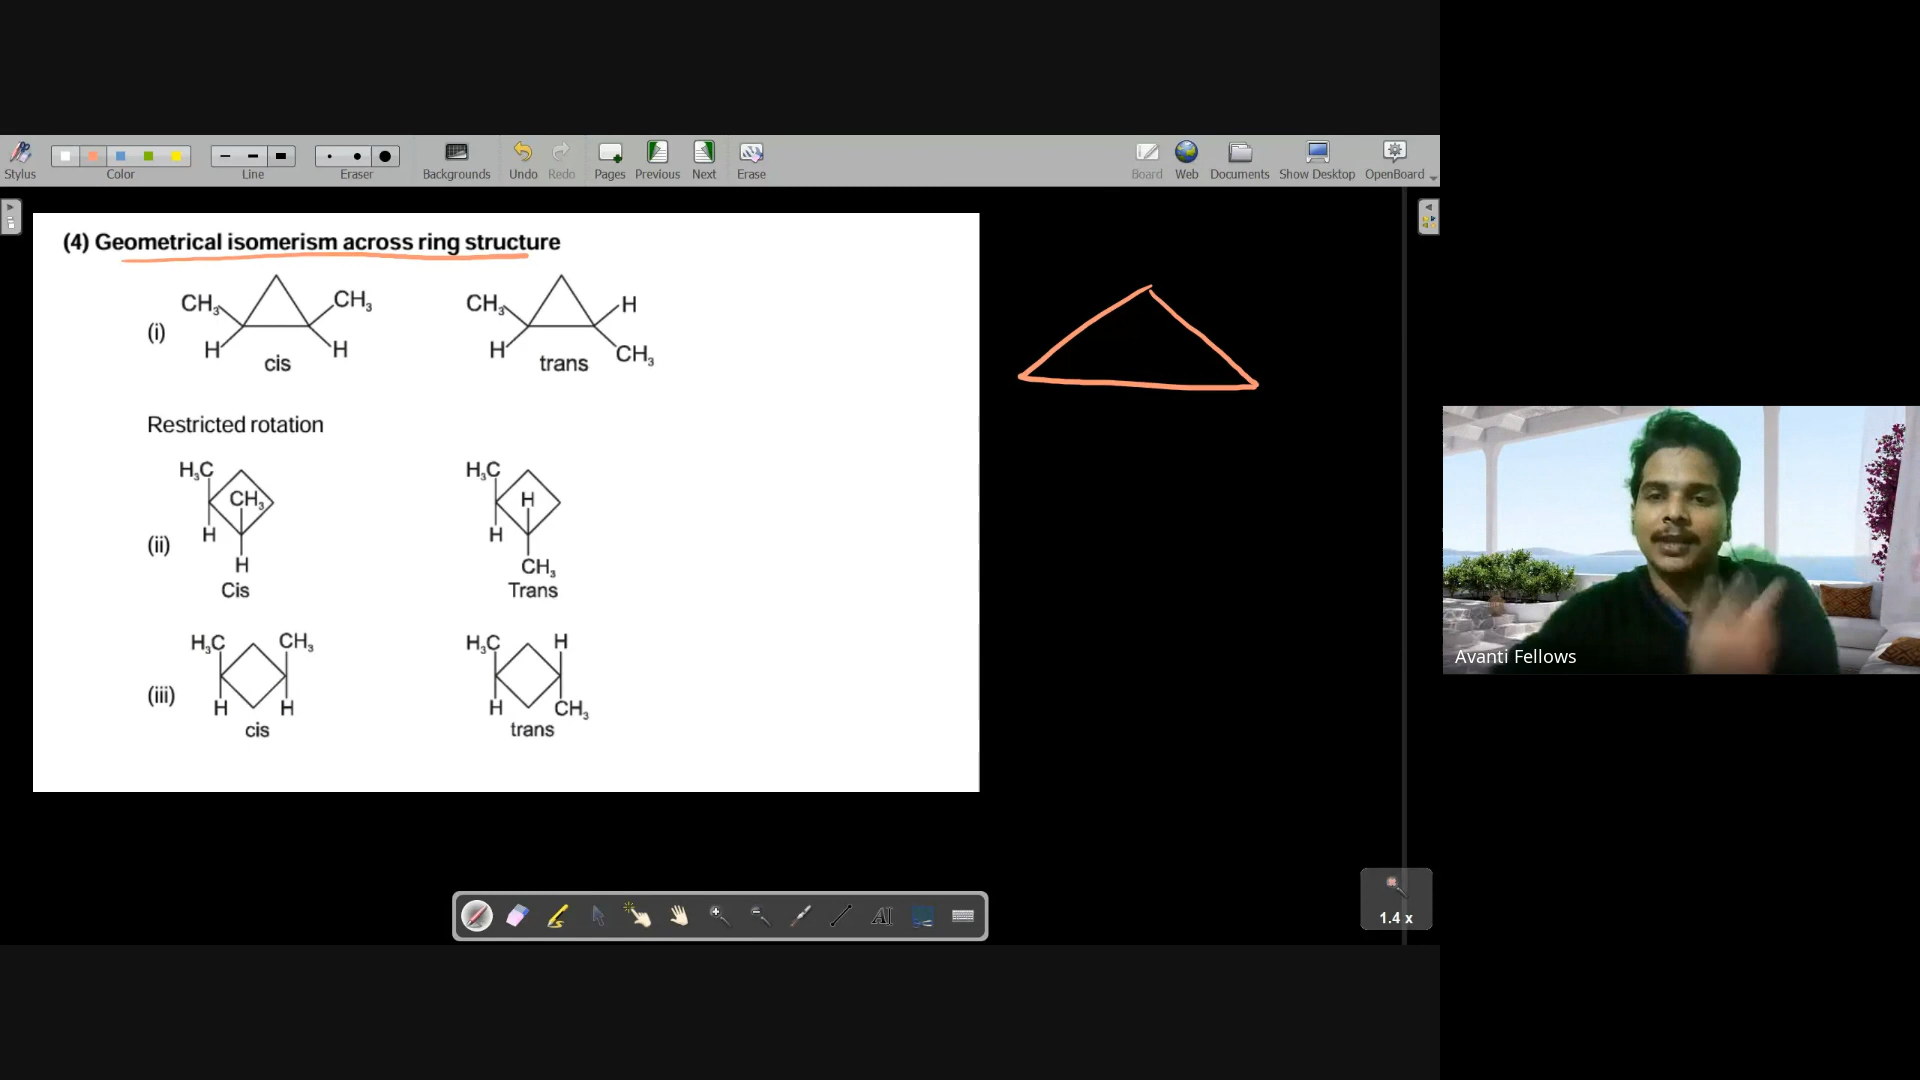 Stylus Color Line Eraser Backgrounds Undo Redo Pages Previous Next Erase Board Web Documents Show Desktop OpenBoard
(4) Geometrical isomerism across ring structure
CH₃ CH₃ CH₃ H
(i)
H H H CH₃
cis trans
Restricted rotation
H₃C H₃C
CH₃ H
H H
(ii)
H CH₃
Cis Trans
H₃C CH₃ H₃C H
(iii)
H H H CH₃
cis trans
Avanti Fellows
1.4 x
AI